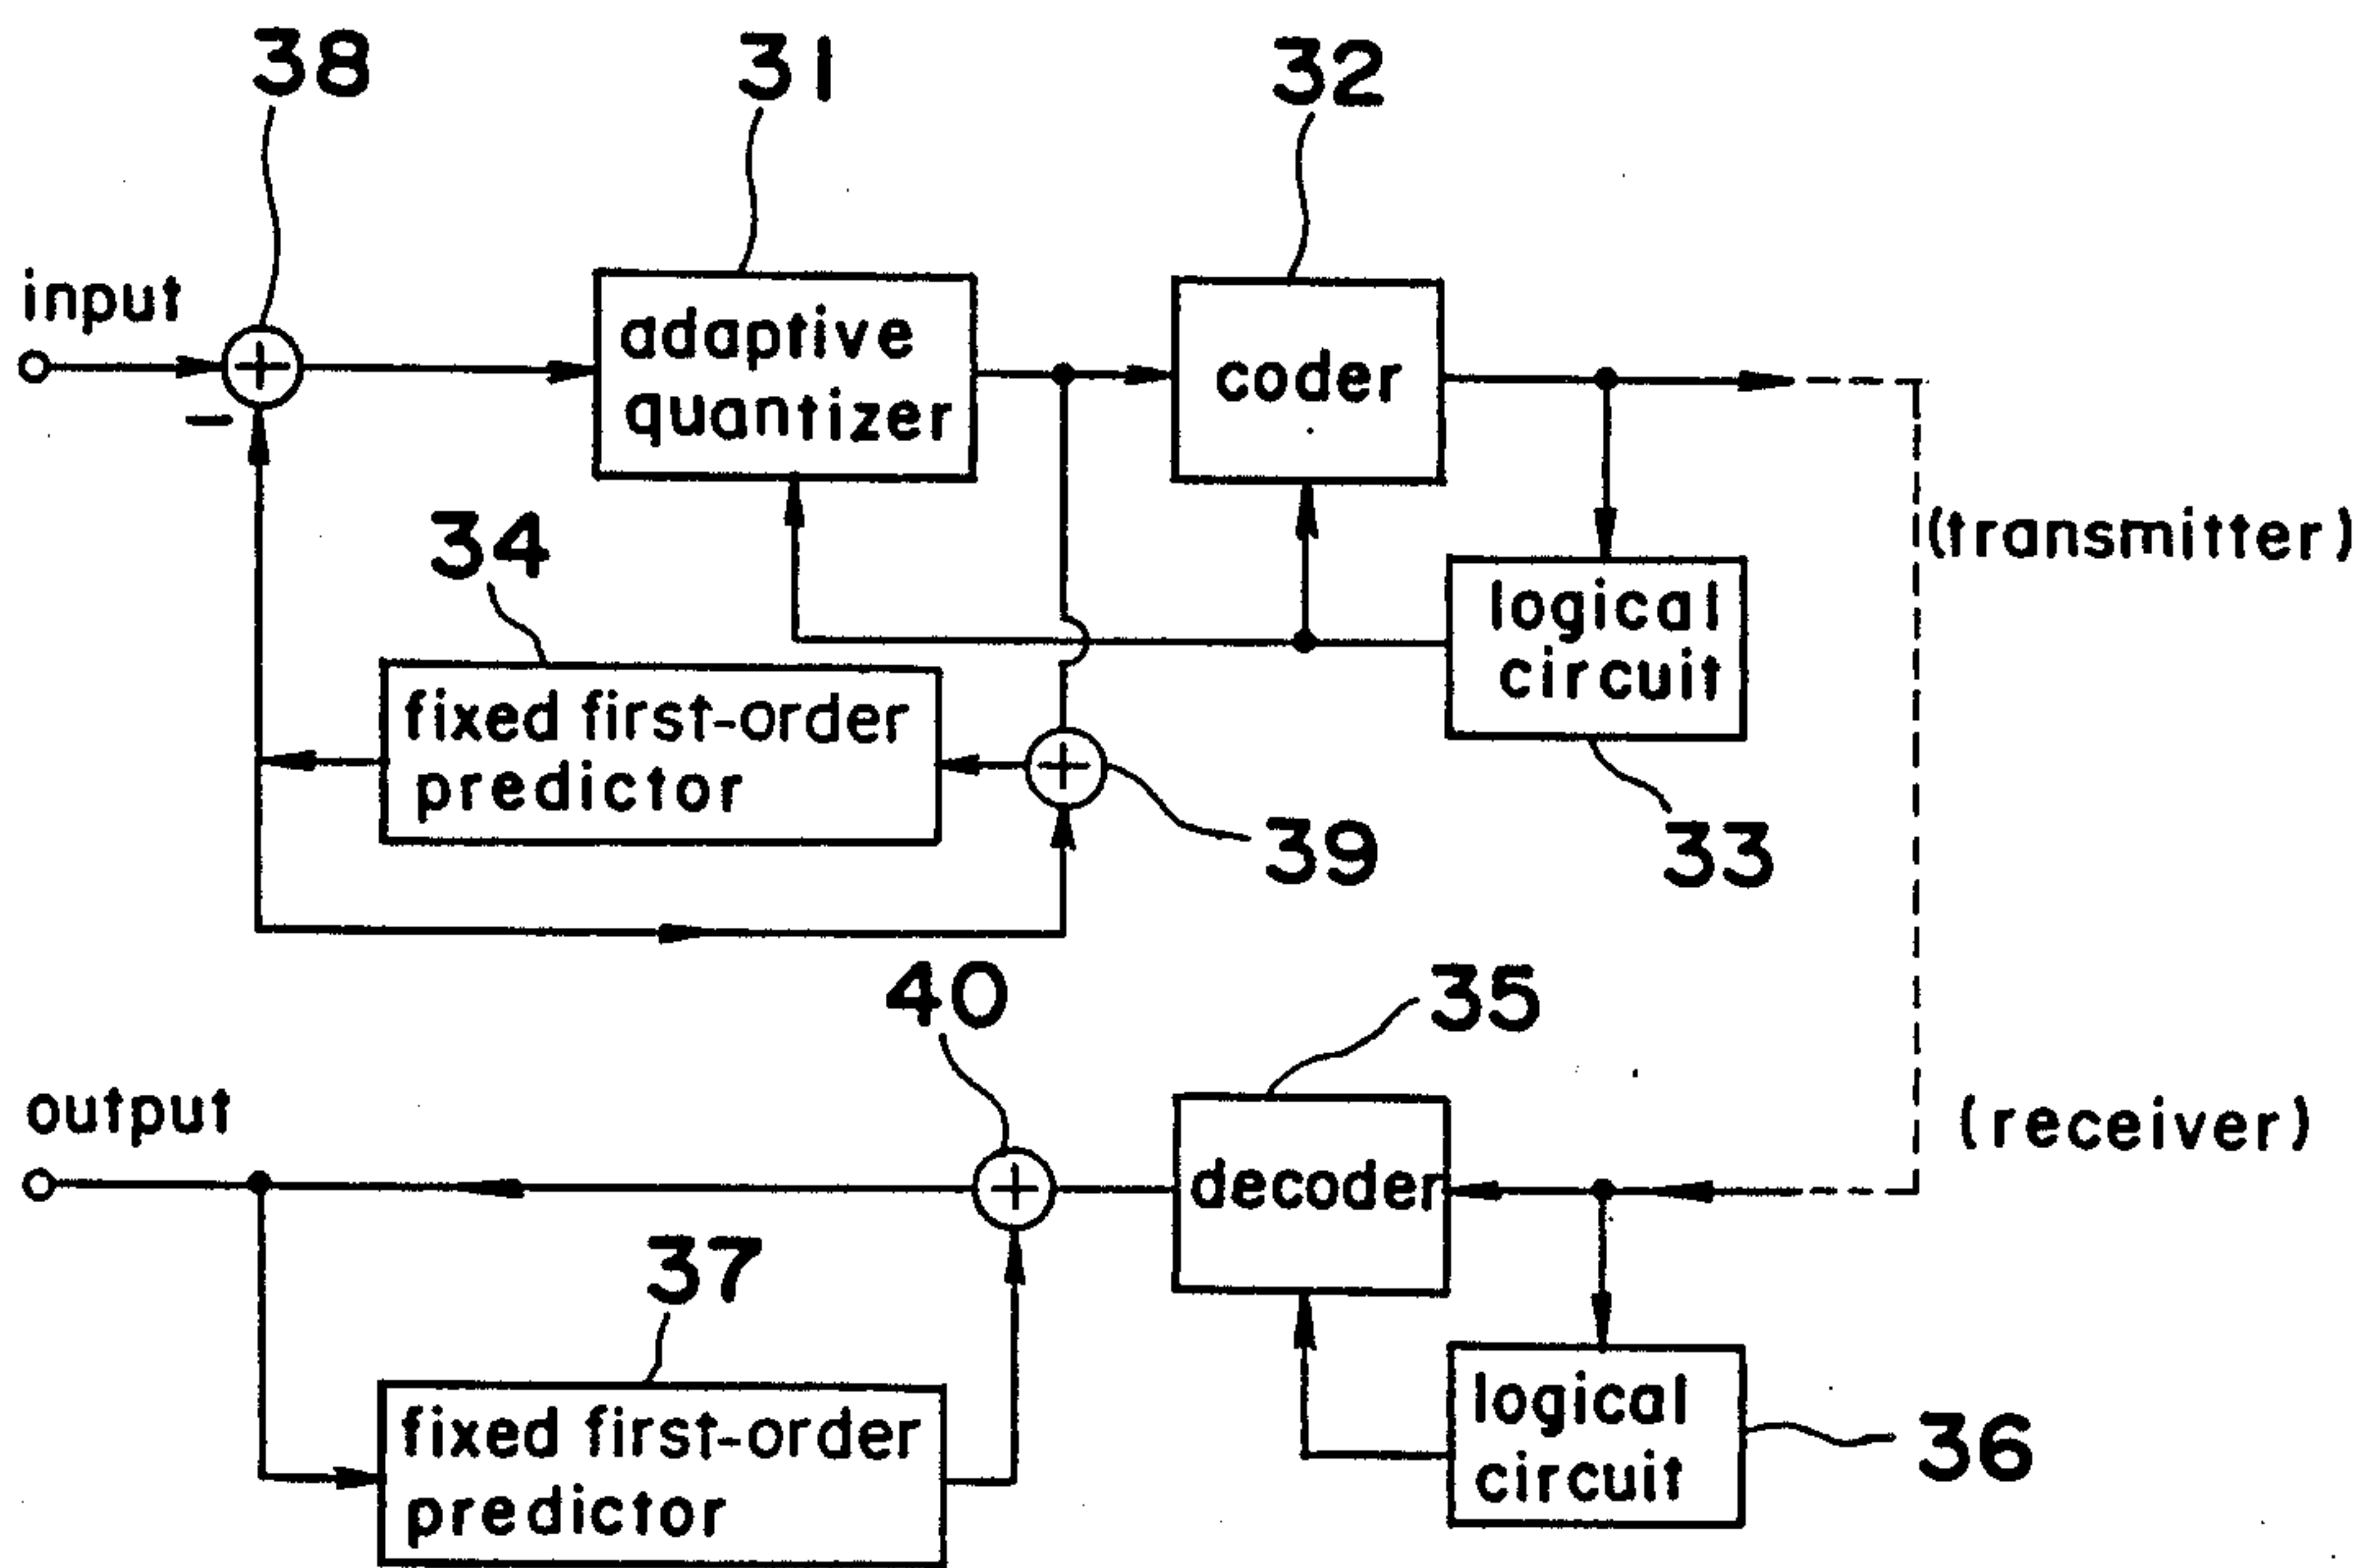 38
31
32
input
adaptive
quantizer
coder
(transmitter)
34
logical
circuit
fixed first-order
predictor
39
33
40
35
output
(receiver)
decoder
37
logical
circuit
36
fixed first-order
predictor